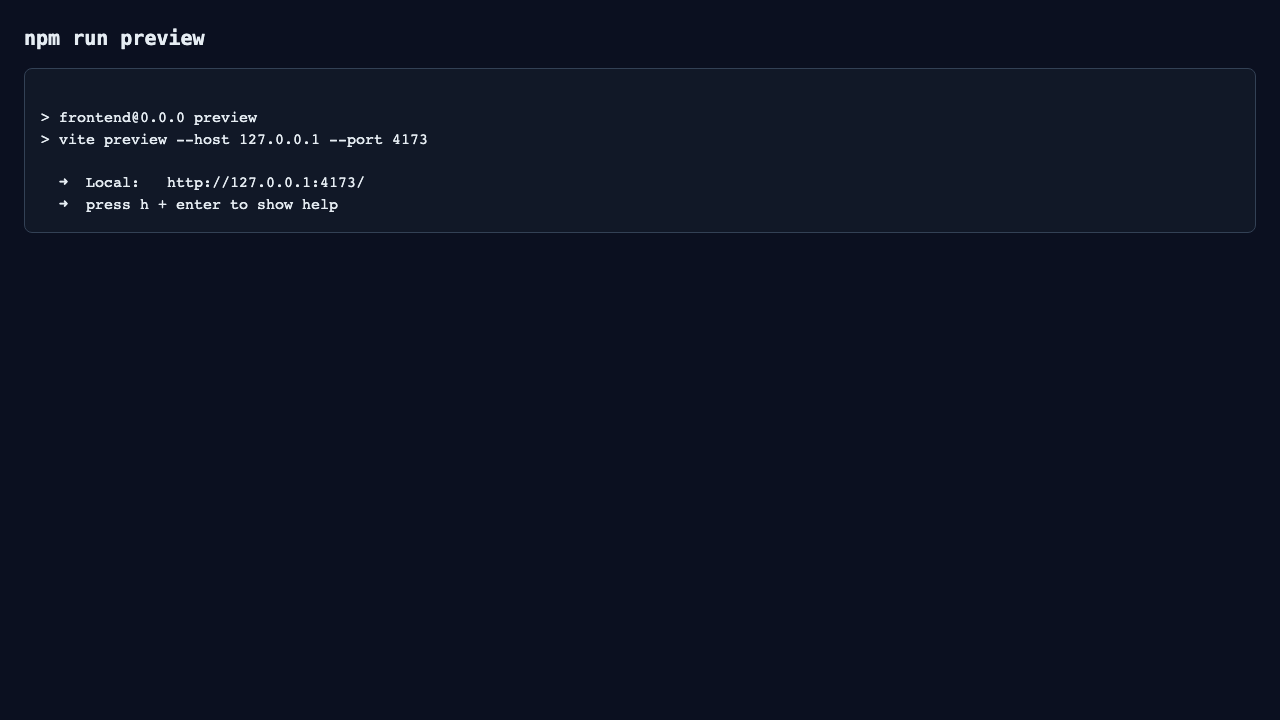 npm run preview
> frontend@0.0.0 preview
> vite preview --host 127.0.0.1 --port 4173
➜  Local:   http://127.0.0.1:4173/
➜  press h + enter to show help